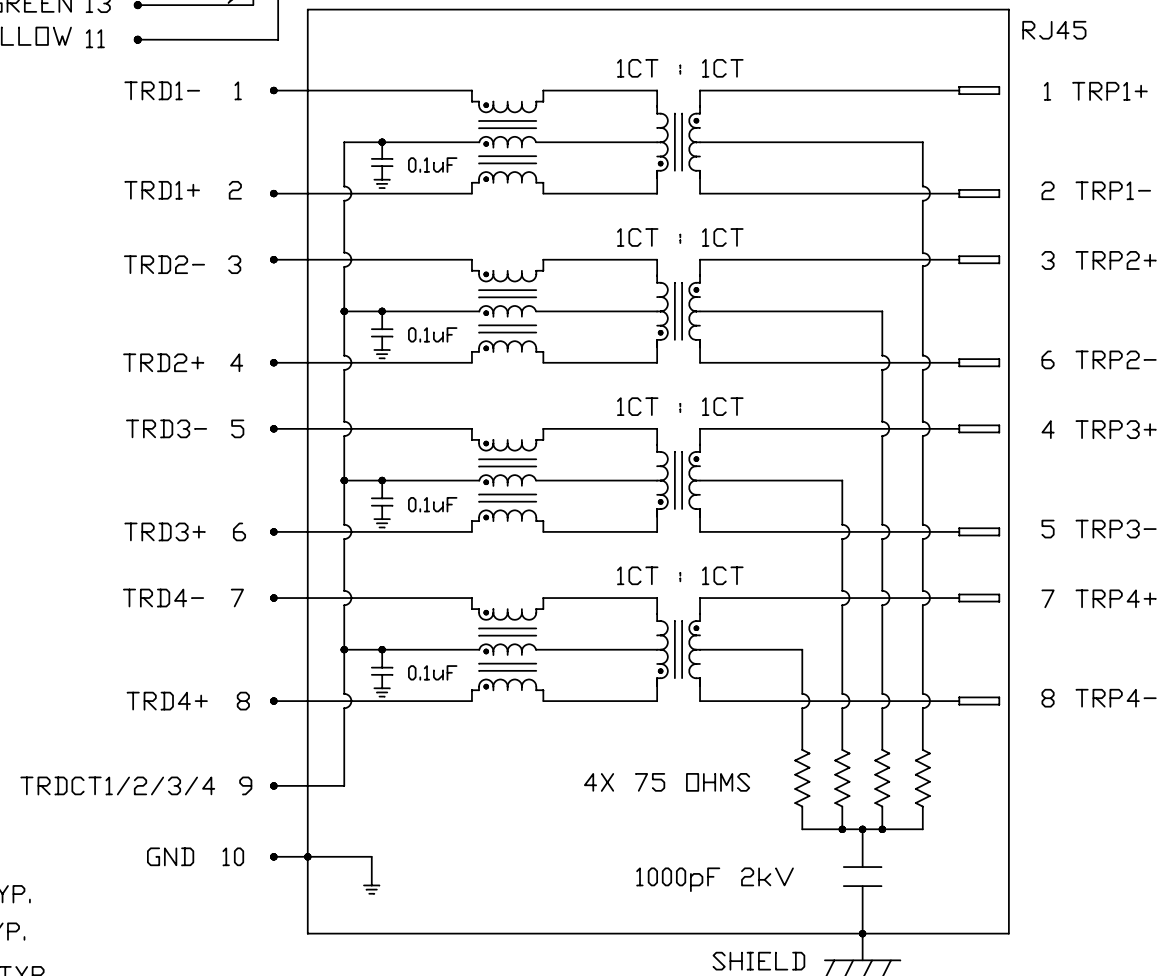 GREEN 13
LLOW 11
RJ45
1CT : 1CT
TRD1- 1
1 TRP1+
0.1uF
TRD1+ 2
2 TRP1-
1CT : 1CT
TRD2- 3
3 TRP2+
0.1uF
TRD2+ 4
6 TRP2-
1CT : 1CT
TRD3- 5
4 TRP3+
0.1uF
TRD3+ 6
5 TRP3-
1CT : 1CT
TRD4- 7
7 TRP4+
0.1uF
TRD4+ 8
8 TRP4-
TRDCT1/2/3/4 9
4X 75 OHMS
GND 10
1000pF 2kV
YP.
YP.
TYP
SHIELD